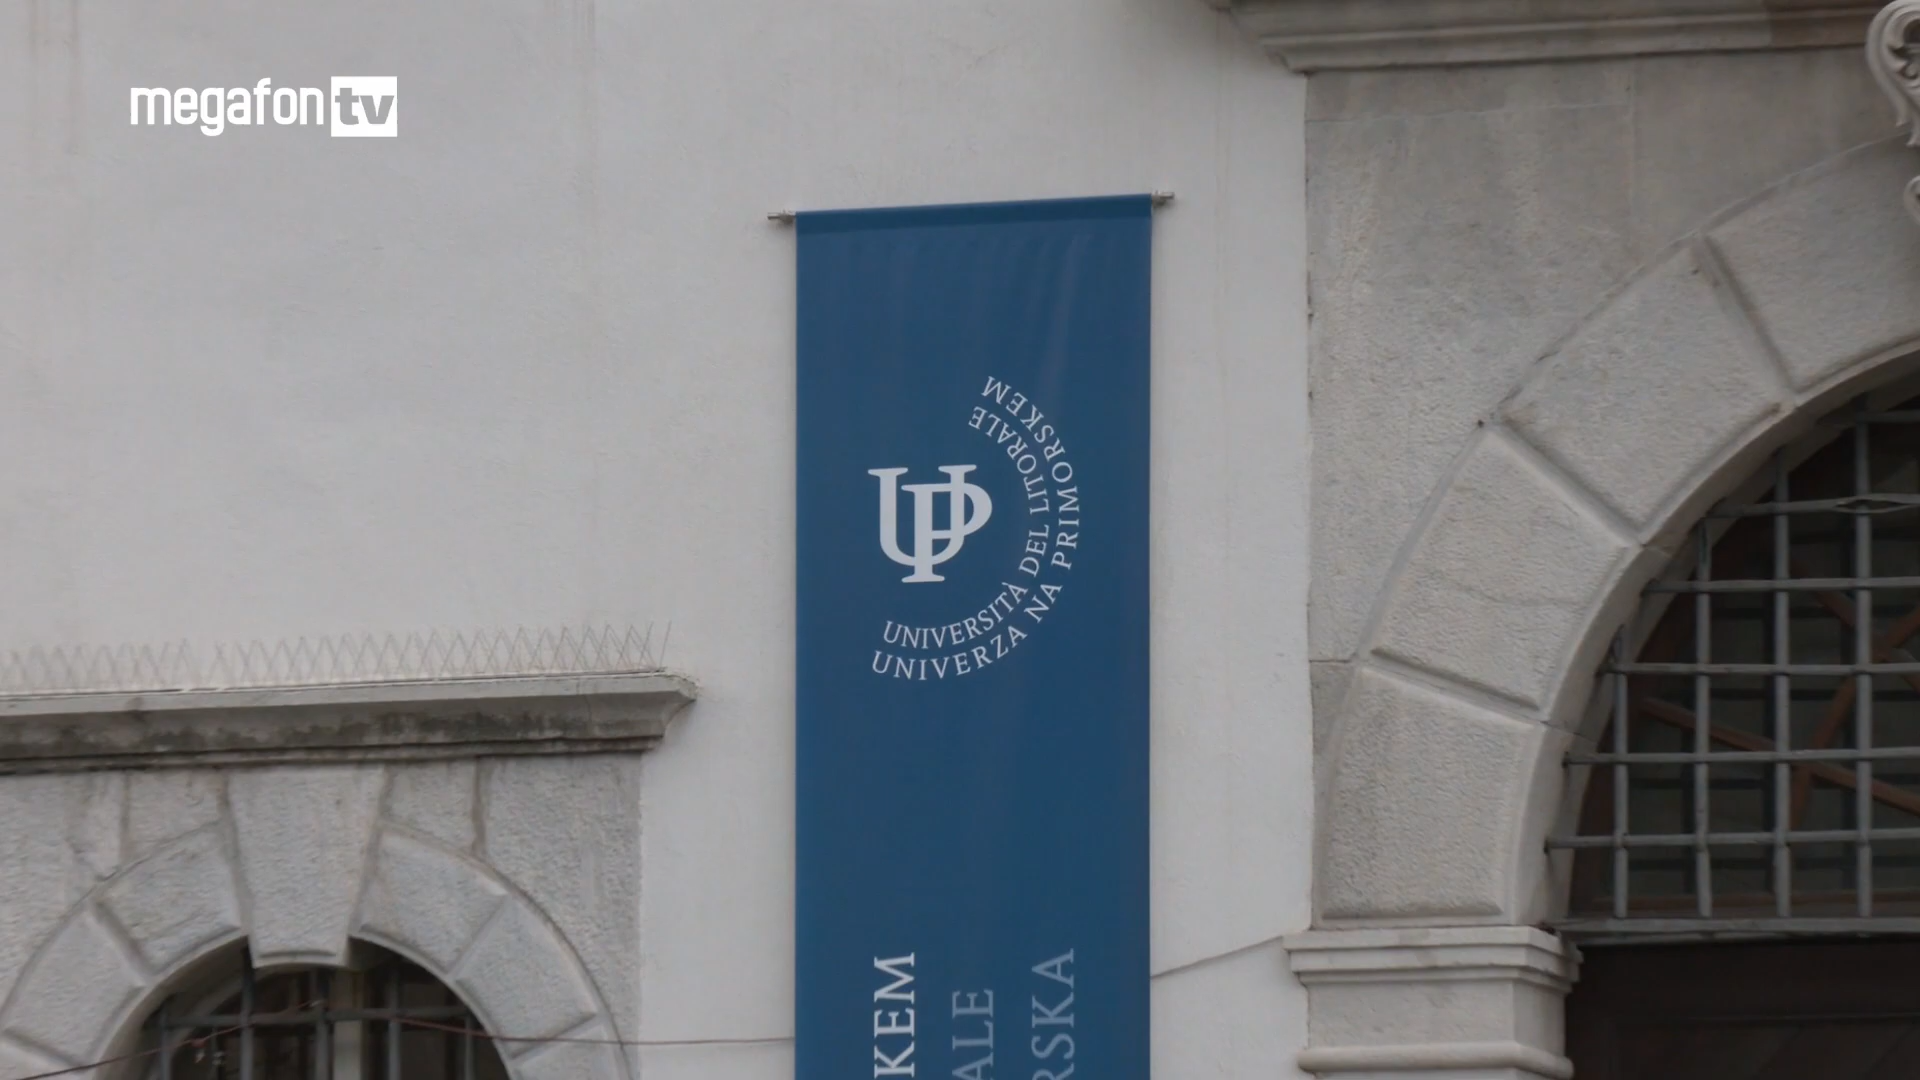 megafon tv
UP
UNIVERSITÀ DEL LITORALE
UNIVERZA NA PRIMORSKEM
KEM
ALE
RSKA